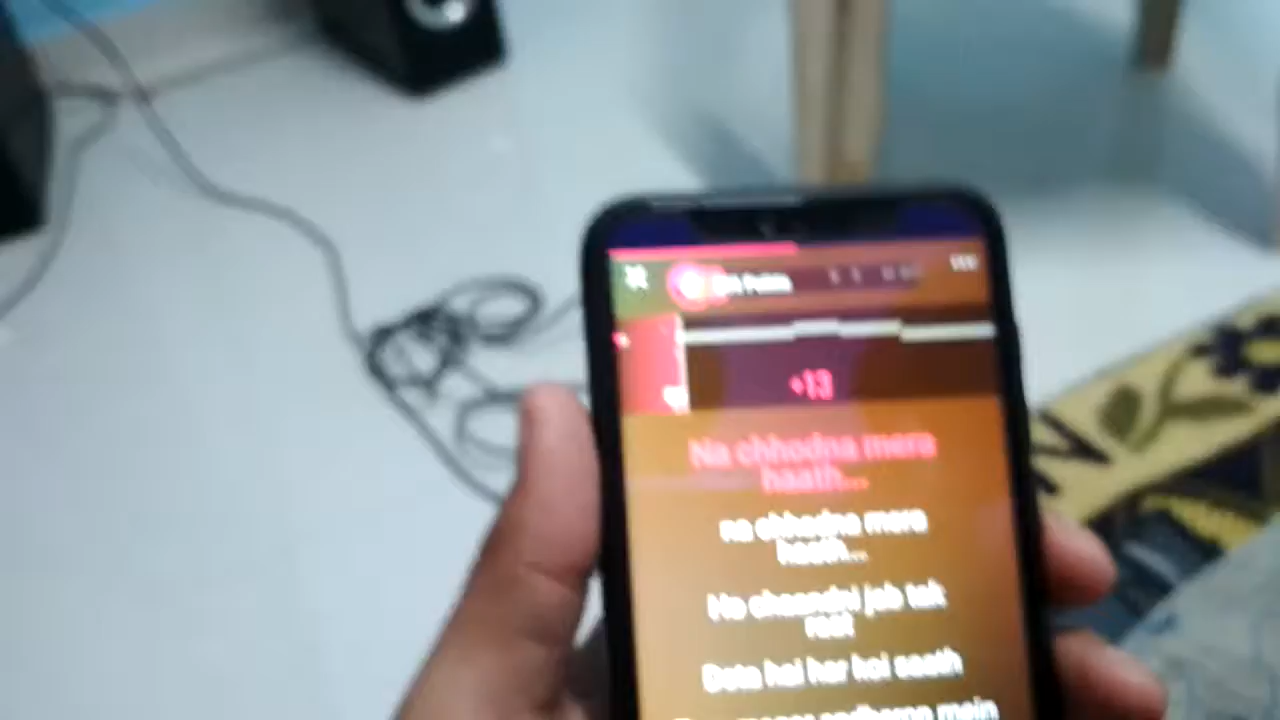 +13
Na chhodna mera
haath...
na chhodna mera
haath...
Ho chaandni jab tak
raat
Deta hai har koi saath
mein